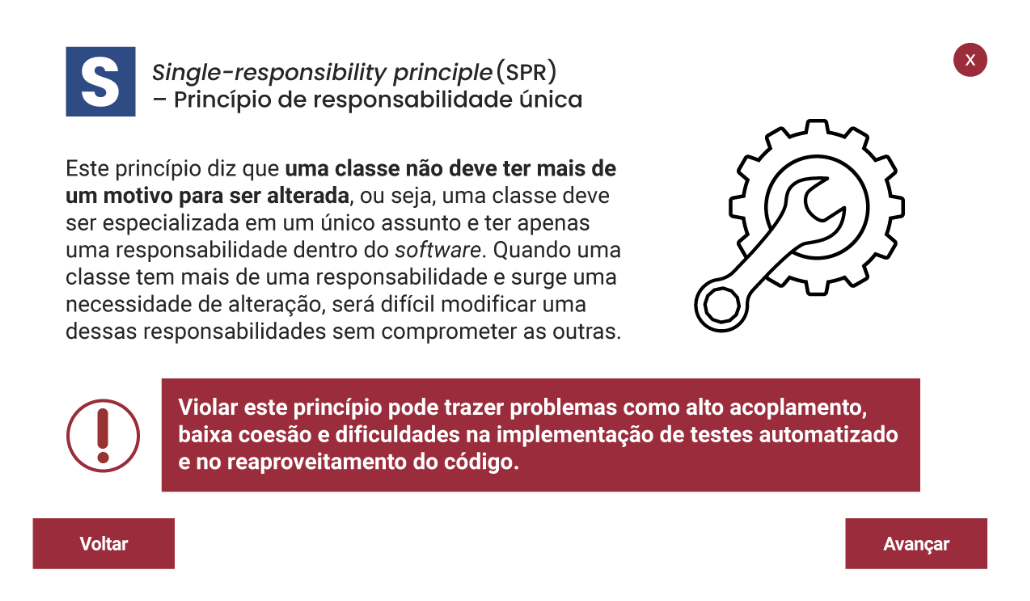 S
Single-responsibility principle (SPR)
– Princípio de responsabilidade única
X
Este princípio diz que uma classe não deve ter mais de
um motivo para ser alterada, ou seja, uma classe deve
ser especializada em um único assunto e ter apenas
uma responsabilidade dentro do software. Quando uma
classe tem mais de uma responsabilidade e surge uma
necessidade de alteração, será difícil modificar uma
dessas responsabilidades sem comprometer as outras.
Violar este princípio pode trazer problemas como alto acoplamento,
baixa coesão e dificuldades na implementação de testes automatizado
e no reaproveitamento do código.
Voltar
Avançar